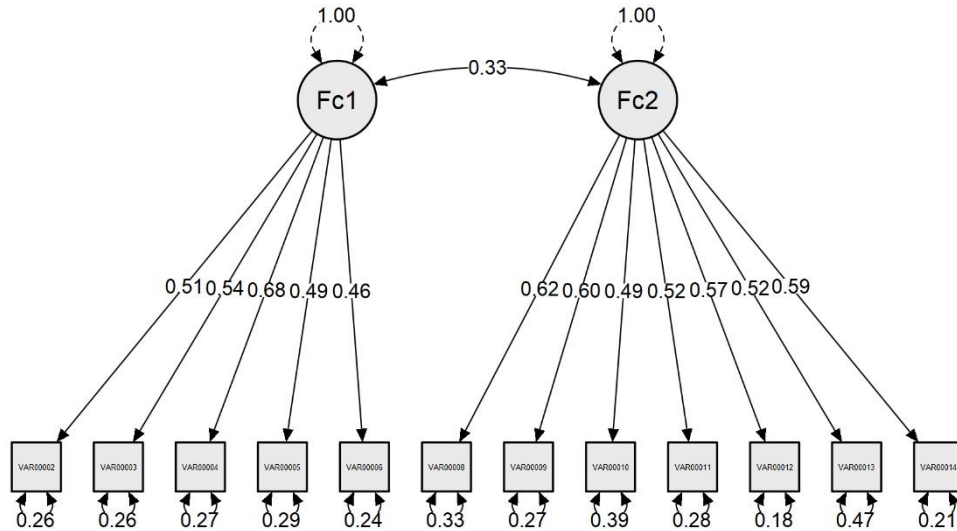 1.00 1.00
0.33
Fc1 Fc2
0.51 0.54 0.68 0.49 0.46 0.62 0.60 0.49 0.52 0.57 0.52 0.59
VAR00002 VAR00003 VAR00004 VAR00005 VAR00006 VAR00008 VAR00009 VAR00010 VAR00011 VAR00012 VAR00013 VAR00014
0.26 0.26 0.27 0.29 0.24 0.33 0.27 0.39 0.28 0.18 0.47 0.21